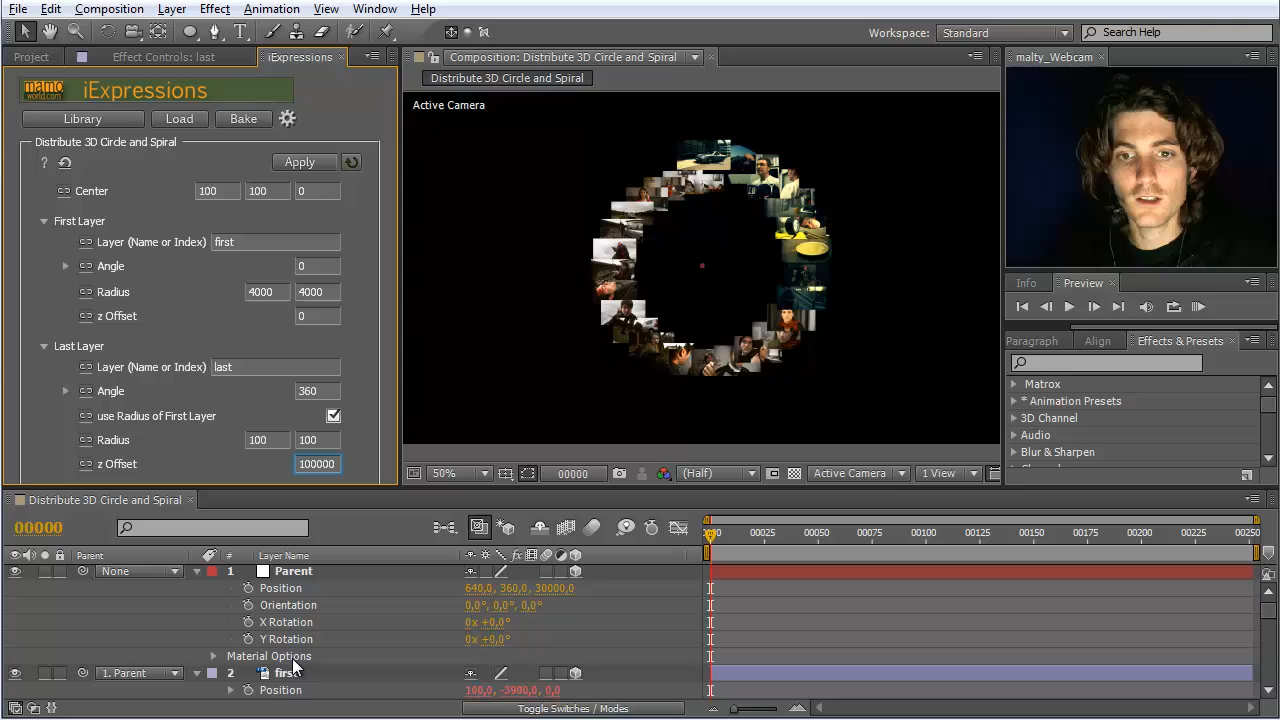 File Edit Composition Layer Effect Animation View Window Help
Workspace: Standard Search Help
Project Effect Controls: last iExpressions
Composition: Distribute 3D Circle and Spiral
malty_Webcam
Distribute 3D Circle and Spiral
mamo world.com iExpressions
Active Camera
Library Load Bake
Distribute 3D Circle and Spiral
? Apply
Center 100 100 0
First Layer
Layer (Name or Index) first
Angle 0
Radius 4000 4000
z Offset 0
Last Layer
Layer (Name or Index) last
Angle 360
use Radius of First Layer
Radius 100 100
z Offset 100000
50% 00000 (Half) Active Camera 1 View
Info Preview
Paragraph Align Effects & Presets
Matrox
* Animation Presets
3D Channel
Audio
Blur & Sharpen
Distribute 3D Circle and Spiral
00000
Parent # Layer Name
00025 00050 00075 00100 00125 00150 00175 00200 00225 00250
None 1 Parent
Position 640,0, 360,0, 30000,0
Orientation 0,0°, 0,0°, 0,0°
X Rotation 0x +0,0°
Y Rotation 0x +0,0°
Material Options
1. Parent 2 first
Position 100,0, -3900,0, 0,0
Toggle Switches / Modes